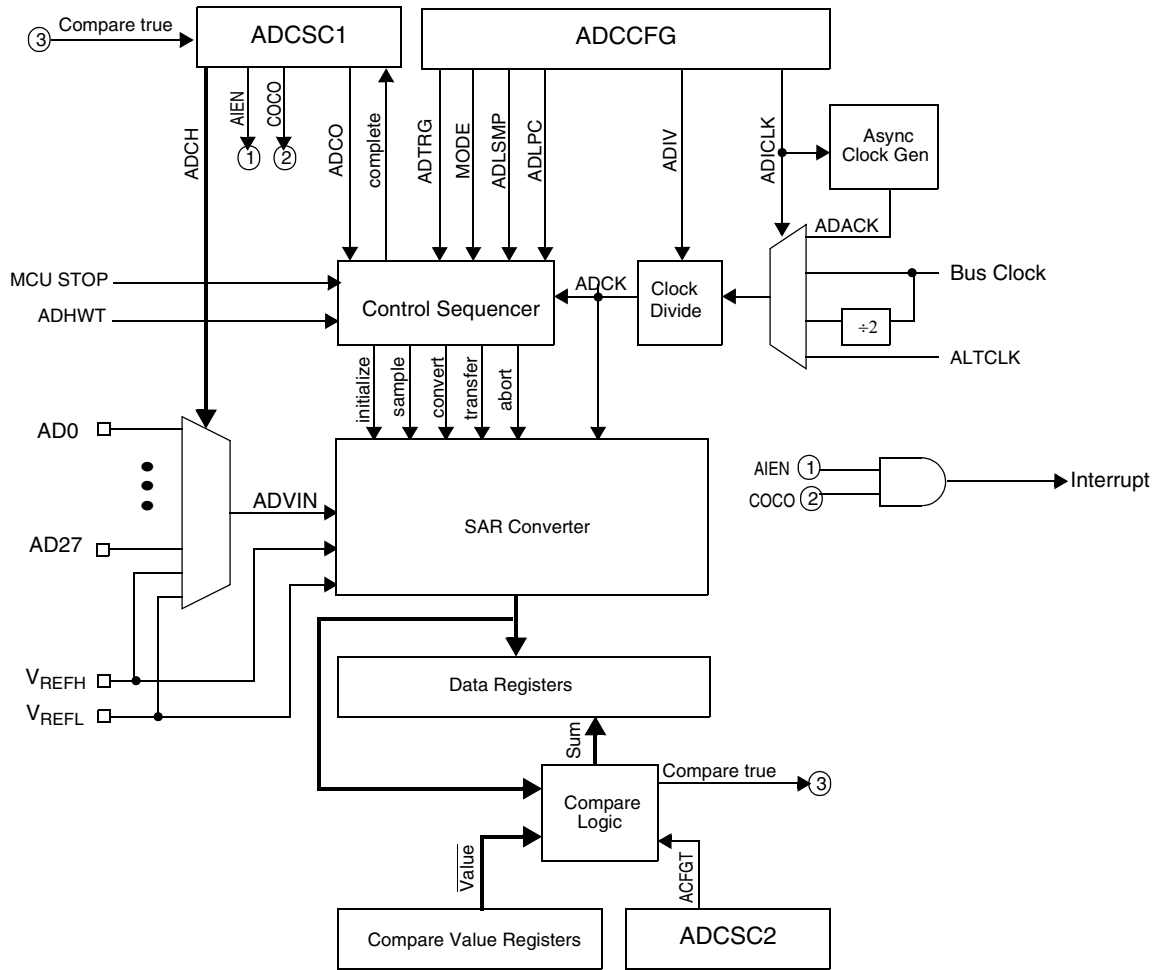 ADCSC1
ADCCFG
3
Compare true
ADCH
AIEN
COCO
1
2
ADCO
complete
ADTRG
MODE
ADLSMP
ADLPC
ADIV
ADICLK
Async
Clock Gen
ADACK
MCU STOP
ADHWT
Control Sequencer
ADCK
Clock
Divide
Bus Clock
÷2
ALTCLK
initialize
sample
convert
transfer
abort
AD0
AD27
ADVIN
SAR Converter
AIEN 1
COCO 2
Interrupt
VREFH
VREFL
Data Registers
Sum
Compare true
3
Compare
Logic
Value
ACFGT
Compare Value Registers
ADCSC2